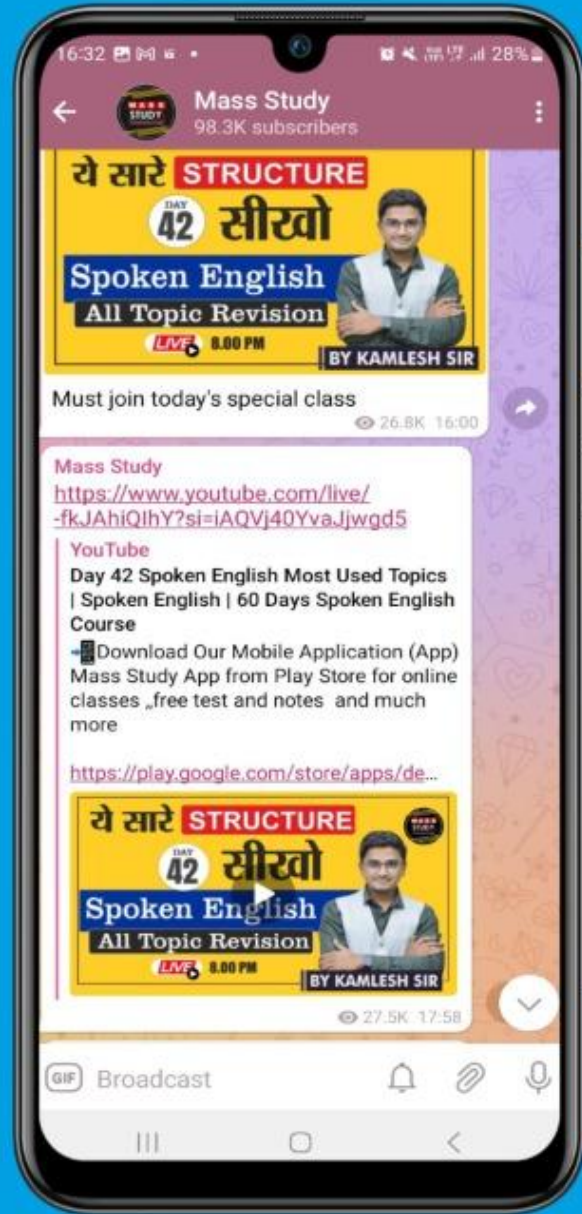 16:32
28%
MASS
STUDY
Mass Study
98.3K subscribers
ये सारे STRUCTURE
DAY
42 सीखो
Spoken English
All Topic Revision
LIVE 8.00 PM
BY KAMLESH SIR
Must join today's special class
26.8K 16:00
Mass Study
https://www.youtube.com/live/
-fkJAhiQIhY?si=iAQVj40YvaJjwgd5
YouTube
Day 42 Spoken English Most Used Topics
| Spoken English | 60 Days Spoken English
Course
Download Our Mobile Application (App)
Mass Study App from Play Store for online
classes „free test and notes and much
more
https://play.google.com/store/apps/de...
ये सारे STRUCTURE
MASS
STUDY
DAY
42 सीखो
Spoken English
All Topic Revision
LIVE 8.00 PM
BY KAMLESH SIR
27.5K 17:58
GIF Broadcast